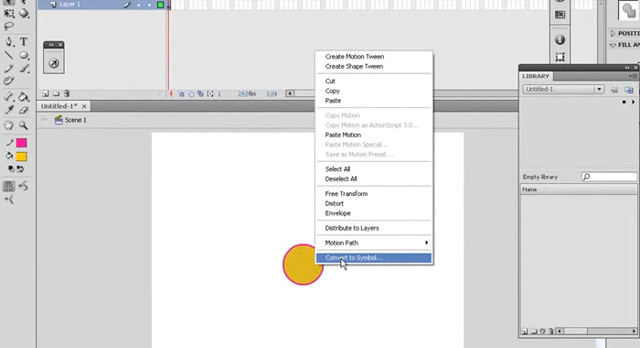 Layer 1
Untitled-1*
Scene 1
Create Motion Tween
Create Shape Tween
Cut
Copy
Paste
Copy Motion
Copy Motion as ActionScript 3.0...
Paste Motion
Paste Motion Special...
Save as Motion Preset...
Select All
Deselect All
Free Transform
Distort
Envelope
Distribute to Layers
Motion Path
Convert to Symbol...
POSITI
FILL AN
LIBRARY
Untitled-1
Empty library
Name